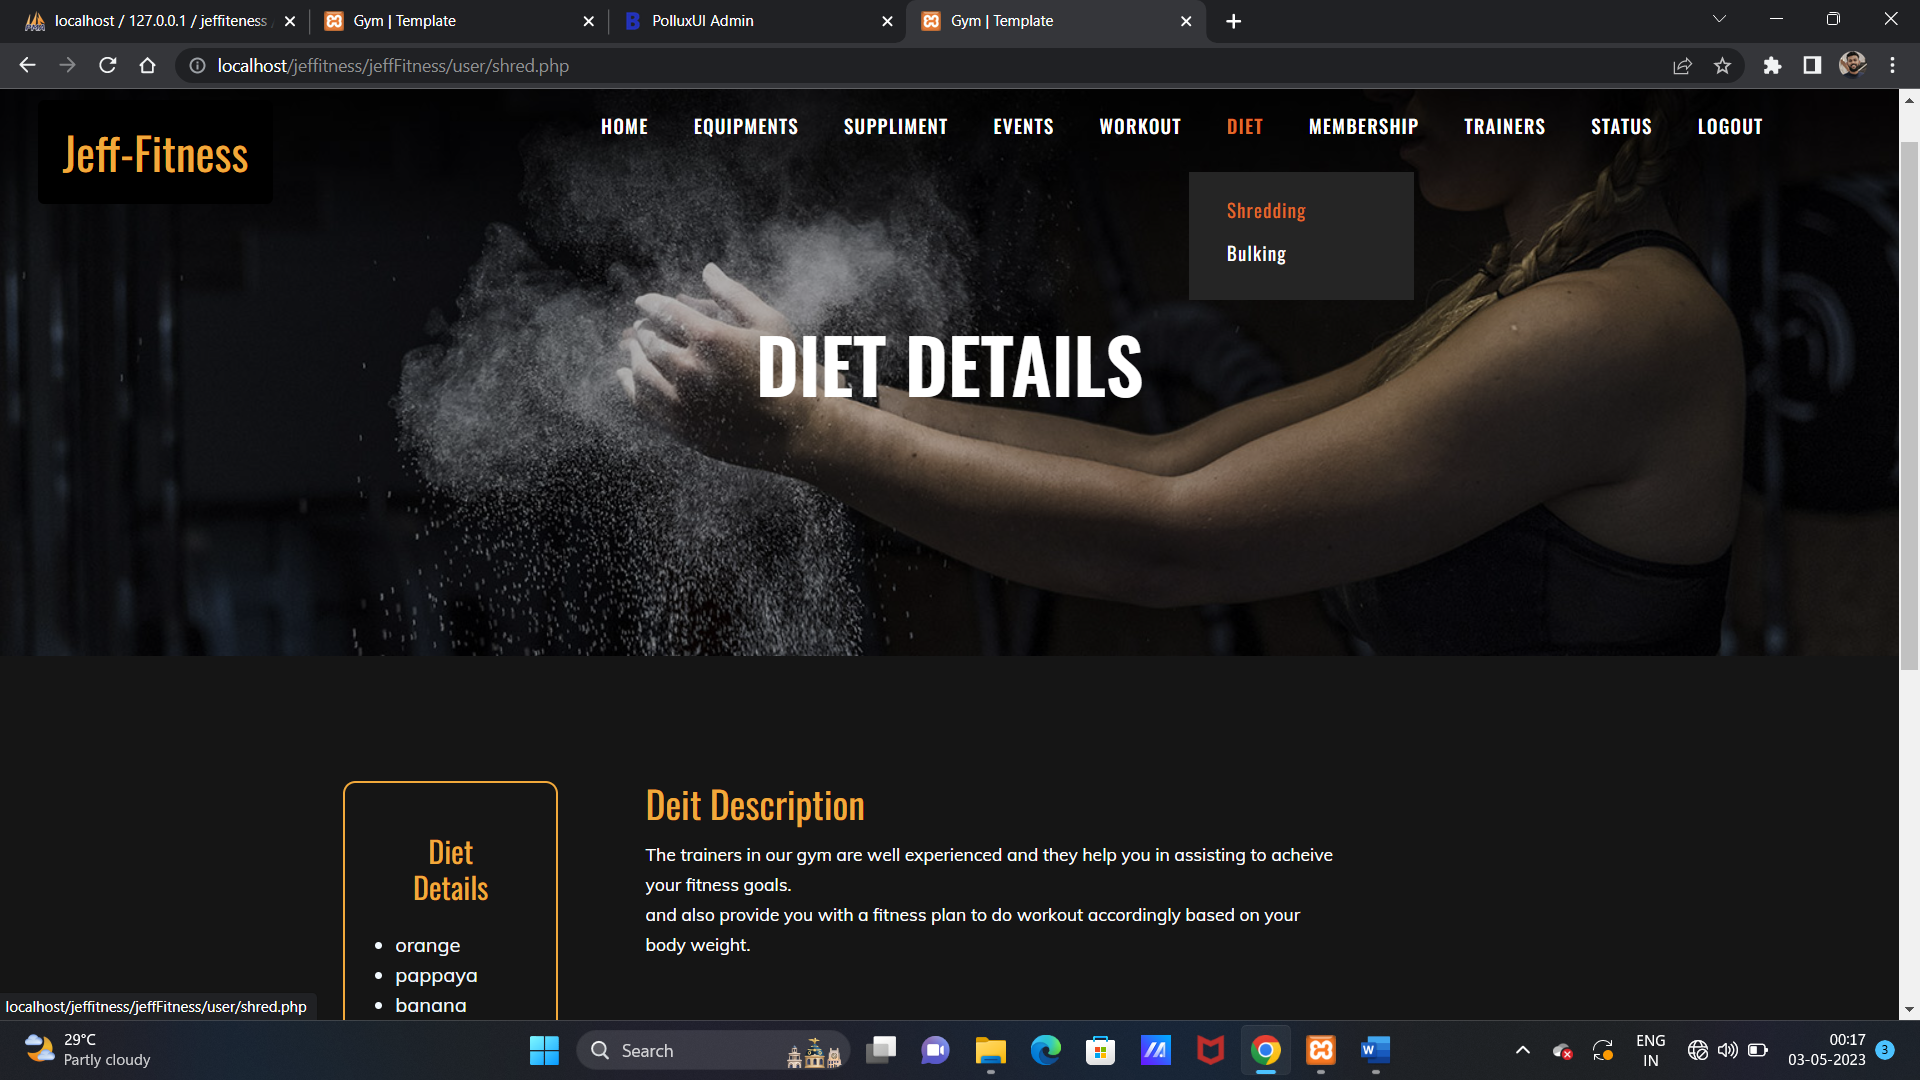 localhost / 127.0.0.1 / jeffiteness
Gym | Template
PolluxUI Admin
Gym | Template
localhost/jeffitness/jeffFitness/user/shred.php
Jeff-Fitness
HOME EQUIPMENTS SUPPLIMENT EVENTS WORKOUT DIET MEMBERSHIP TRAINERS STATUS LOGOUT
Shredding
Bulking
DIET DETAILS
Diet
Details
orange
pappaya
banana
Deit Description
The trainers in our gym are well experienced and they help you in assisting to acheive
your fitness goals.
and also provide you with a fitness plan to do workout accordingly based on your
body weight.
localhost/jeffitness/jeffFitness/user/shred.php
29°C
Partly cloudy
Search
ENG
IN
00:17
03-05-2023
3